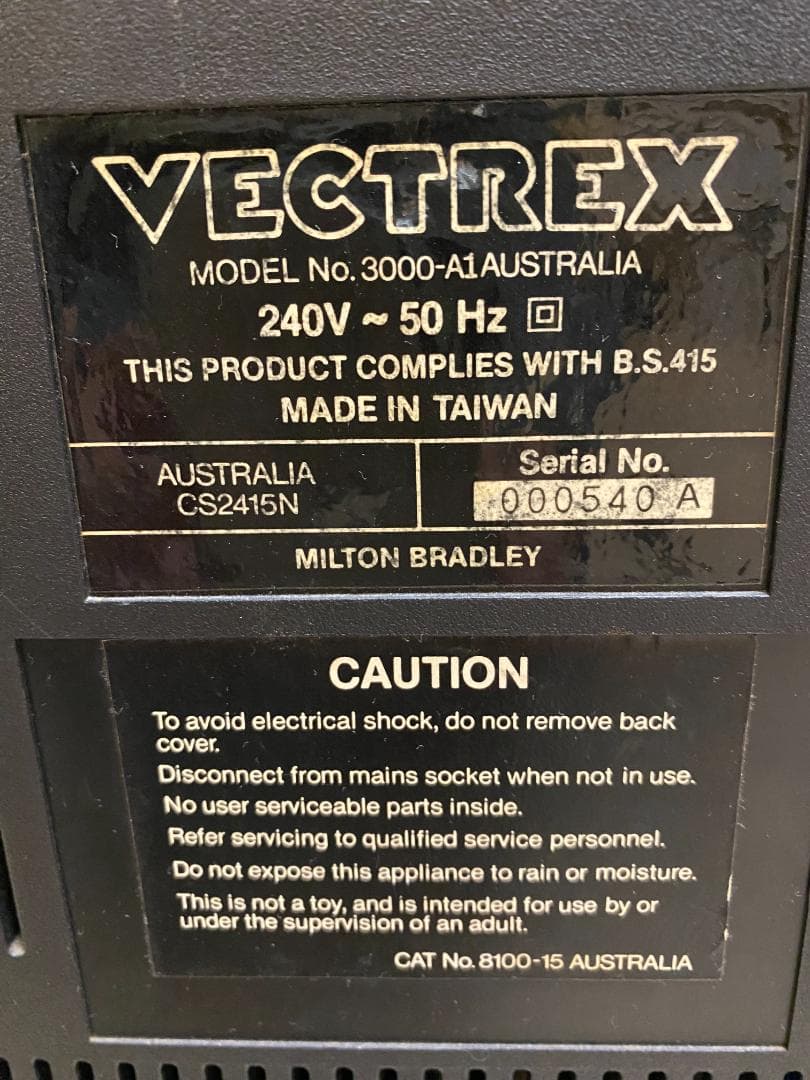 VECTREX
MODEL No. 3000-A1 AUSTRALIA
240V ~ 50 Hz
THIS PRODUCT COMPLIES WITH B.S.415
MADE IN TAIWAN
AUSTRALIA
CS2415N
Serial No.
000540 A
MILTON BRADLEY
CAUTION
To avoid electrical shock, do not remove back
cover.
Disconnect from mains socket when not in use.
No user serviceable parts inside.
Refer servicing to qualified service personnel.
Do not expose this appliance to rain or moisture.
This is not a toy, and is intended for use by or
under the supervision of an adult.
CAT No. 8100-15 AUSTRALIA